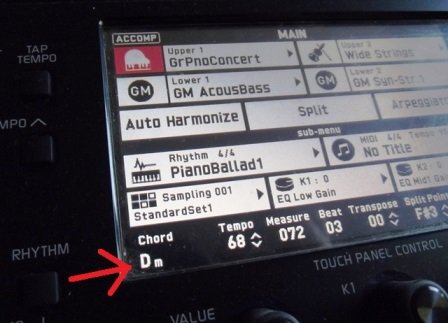 ACCOMP MAIN
TAP
TEMPO
Upper 1
GrPnoConcert
Upper 2
Wide Strings
GM
Lower 1
GM AcousBass
GM
Lower 2
GM Syn-Str.1
Auto Harmonize
Split
Arpeggiato
sub-menu
Rhythm 4/4
PianoBallad1
MIDI 4/4 Tempo
No Title
Sampling 001
StandardSet1
K1 : 0
EQ Low Gain
K2
EQ Mid1 Gain
Chord Tempo Measure Beat Transpose Split Point
Dm 68 072 03 00 F#3
RHYTHM
TOUCH PANEL CONTROL
K1
VALUE